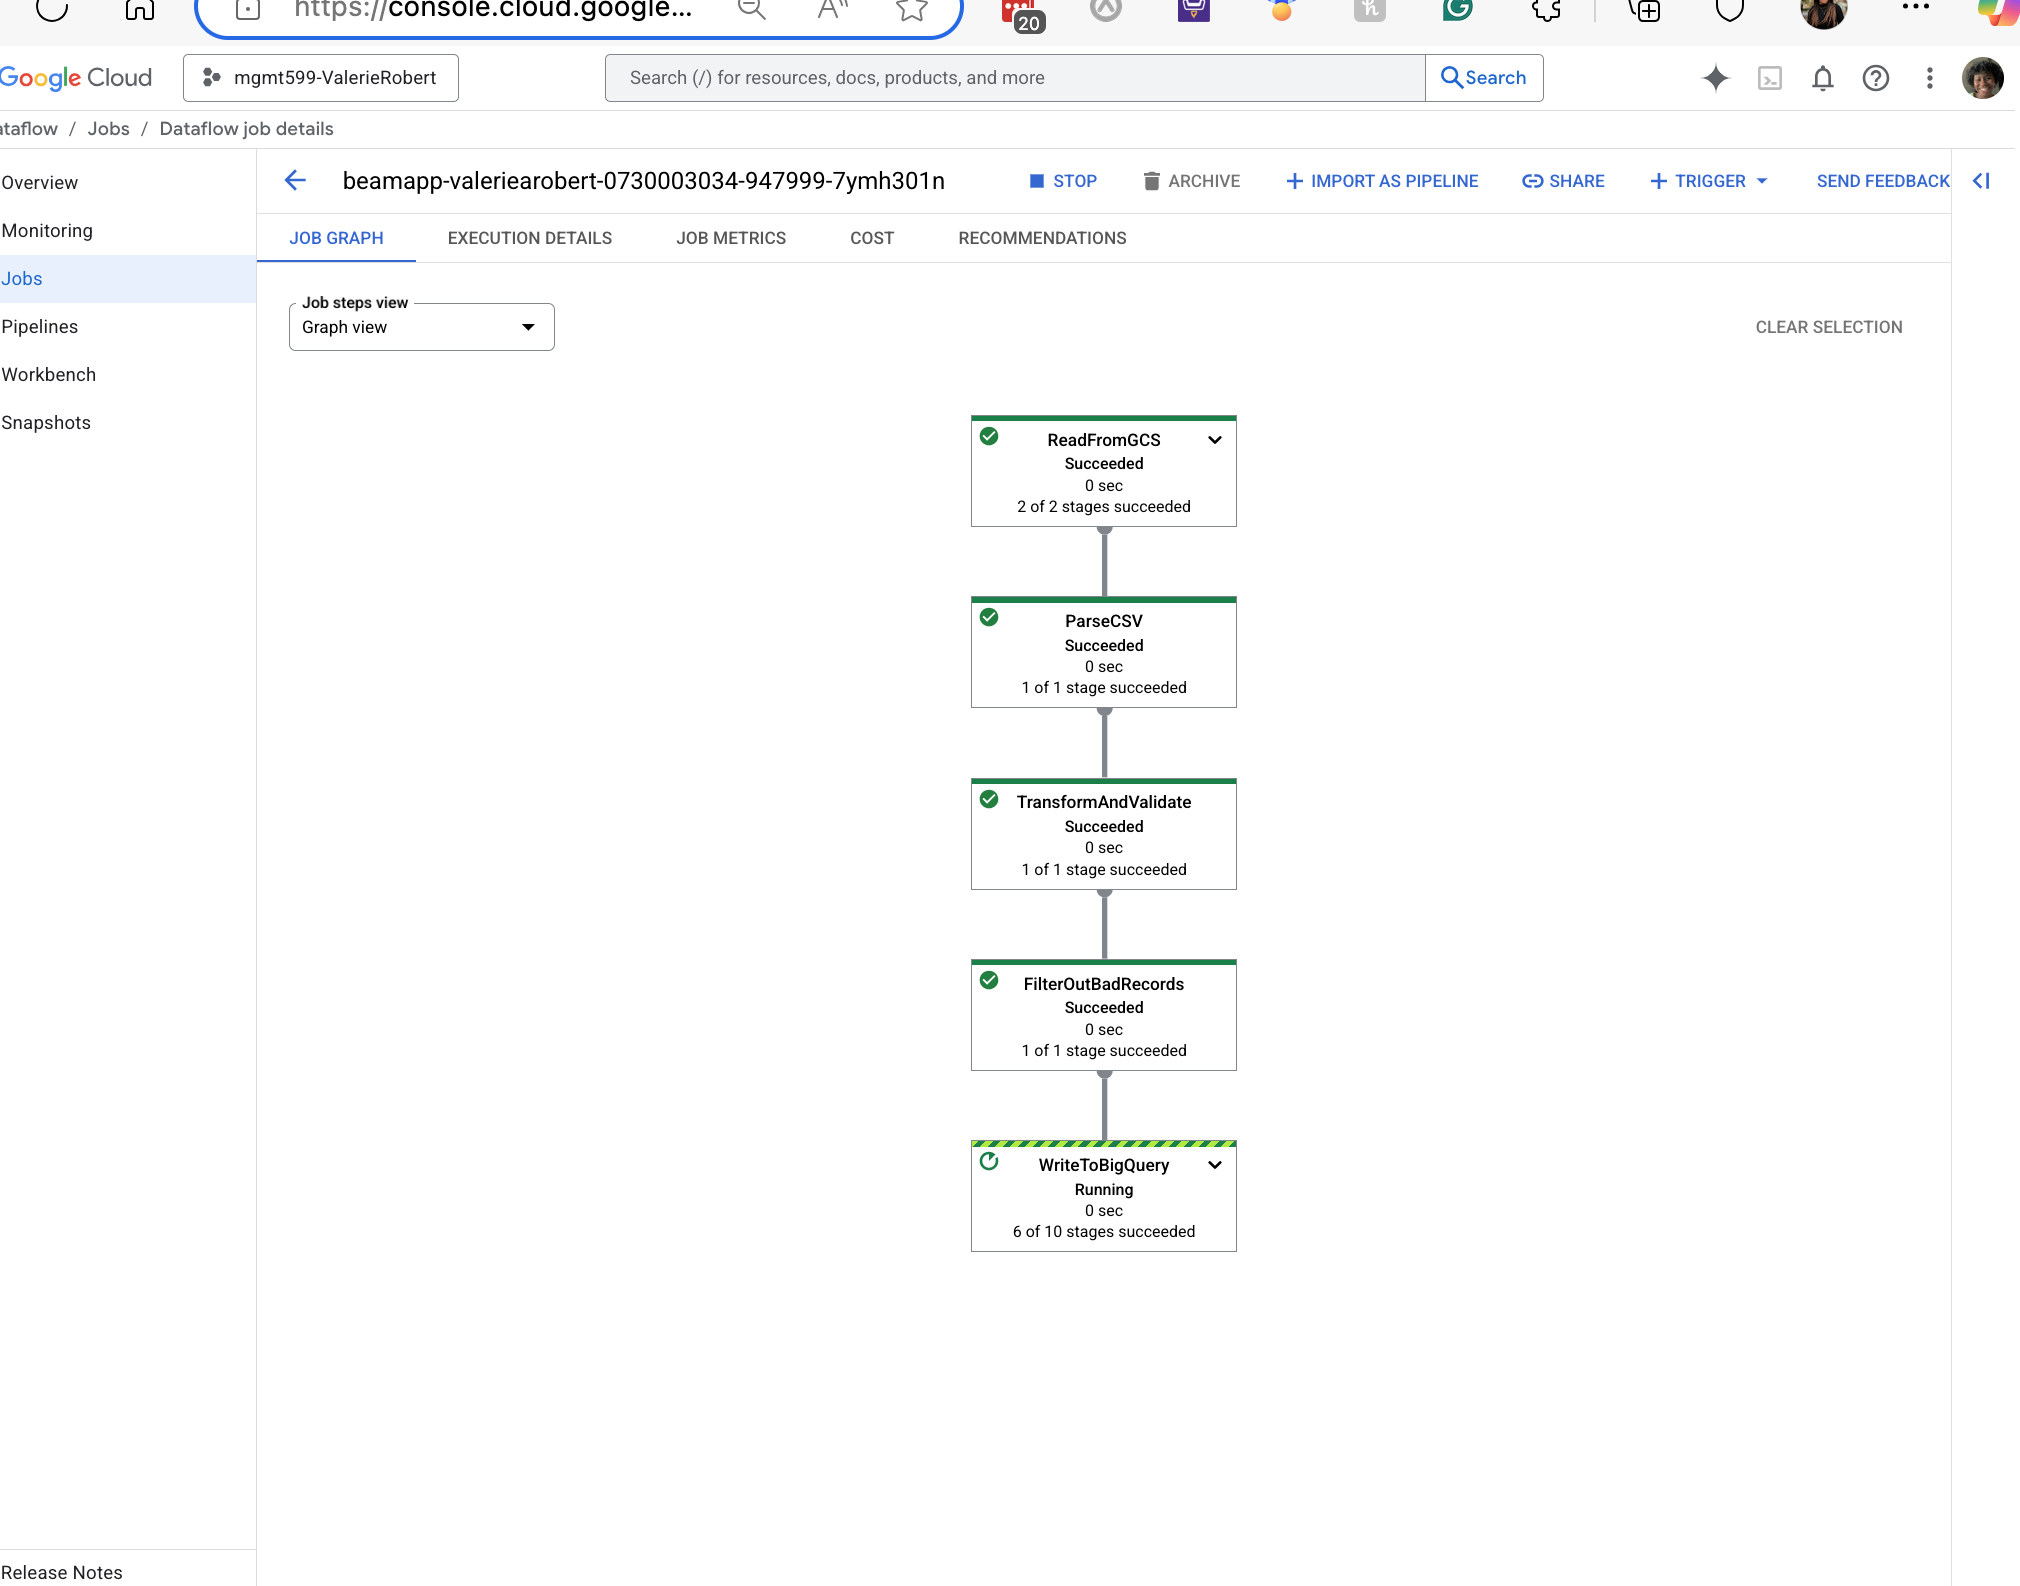 https://console.cloud.google...
20
Google Cloud
mgmt599-ValerieRobert
Search (/) for resources, docs, products, and more
Search
ataflow / Jobs / Dataflow job details
Overview
Monitoring
Jobs
Pipelines
Workbench
Snapshots
Release Notes
beamapp-valeriearobert-0730003034-947999-7ymh301n
STOP
ARCHIVE
IMPORT AS PIPELINE
SHARE
TRIGGER
SEND FEEDBACK
JOB GRAPH
EXECUTION DETAILS
JOB METRICS
COST
RECOMMENDATIONS
Job steps view
Graph view
CLEAR SELECTION
ReadFromGCS
Succeeded
0 sec
2 of 2 stages succeeded
ParseCSV
Succeeded
0 sec
1 of 1 stage succeeded
TransformAndValidate
Succeeded
0 sec
1 of 1 stage succeeded
FilterOutBadRecords
Succeeded
0 sec
1 of 1 stage succeeded
WriteToBigQuery
Running
0 sec
6 of 10 stages succeeded